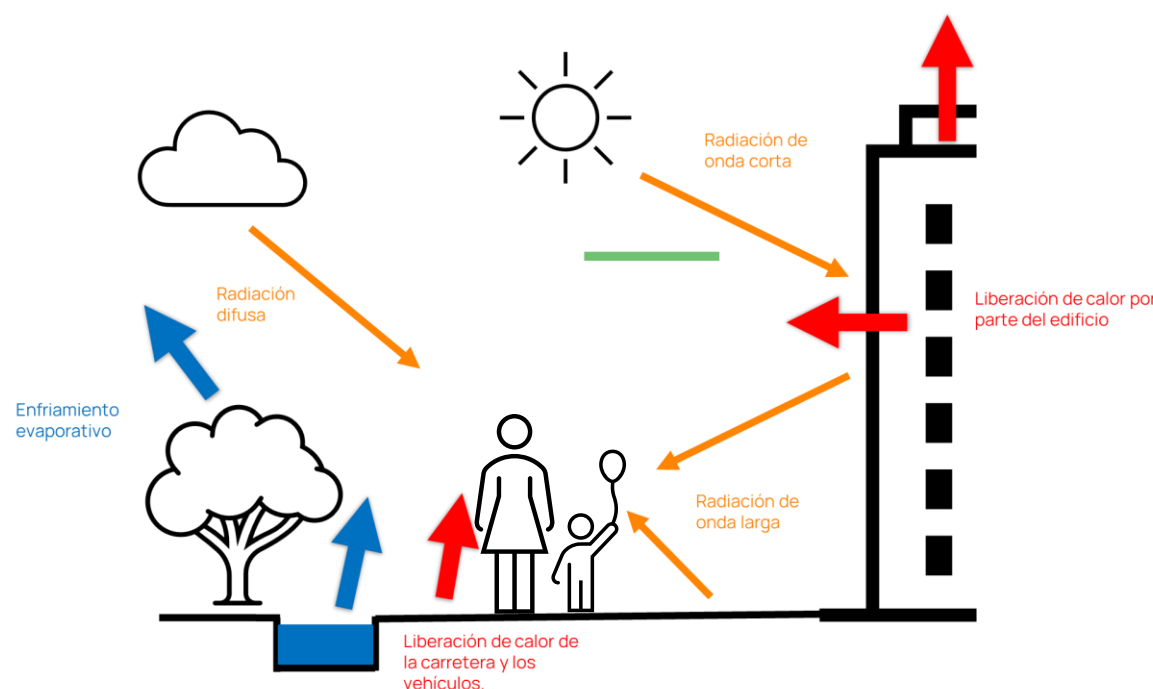 Radiación de
onda corta
Radiación
difusa
Liberación de calor por
parte del edificio
Enfriamiento
evaporativo
Radiación de
onda larga
Liberación de calor de
la carretera y los
vehículos.